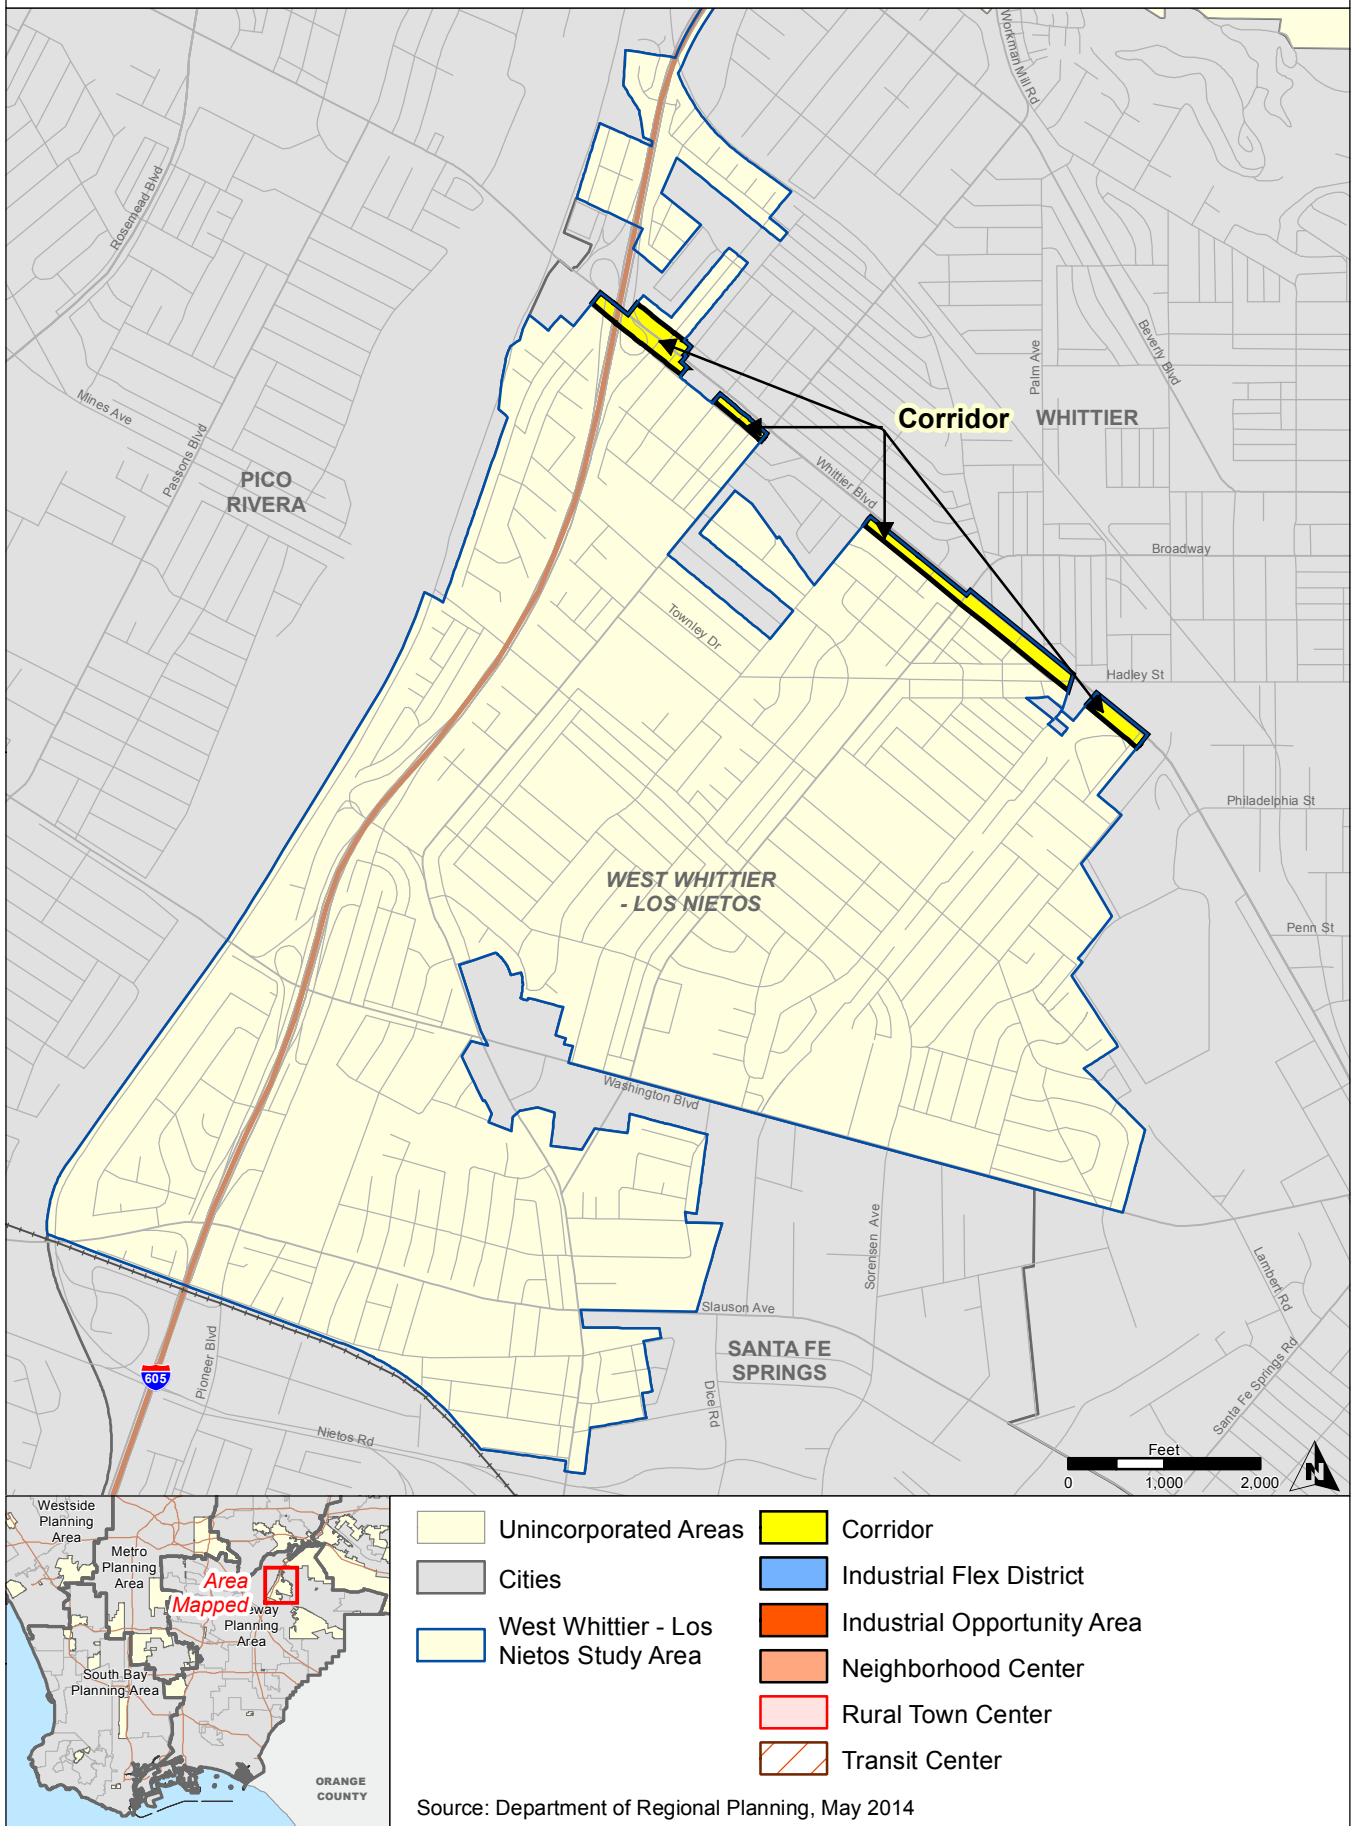 Workman Mill Rd
Rosemead Blvd
Beverly Blvd
Palm Ave
Mines Ave
Passons Blvd
Corridor
WHITTIER
PICO
RIVERA
Whittier Blvd
Broadway
Townley Dr
Hadley St
Philadelphia St
WEST WHITTIER
- LOS NIETOS
Penn St
Washington Blvd
Sorensen Ave
Lambert Rd
Slauson Ave
SANTA FE
SPRINGS
Pioneer Blvd
605
Dice Rd
Santa Fe Springs Rd
Nietos Rd
Feet
0 1,000 2,000
N
Westside
Planning
Area
Metro
Planning
Area
Area
Mapped
eway
Planning
Area
South Bay
Planning Area
ORANGE
COUNTY
Unincorporated Areas
Cities
West Whittier - Los
Nietos Study Area
Corridor
Industrial Flex District
Industrial Opportunity Area
Neighborhood Center
Rural Town Center
Transit Center
Source: Department of Regional Planning, May 2014